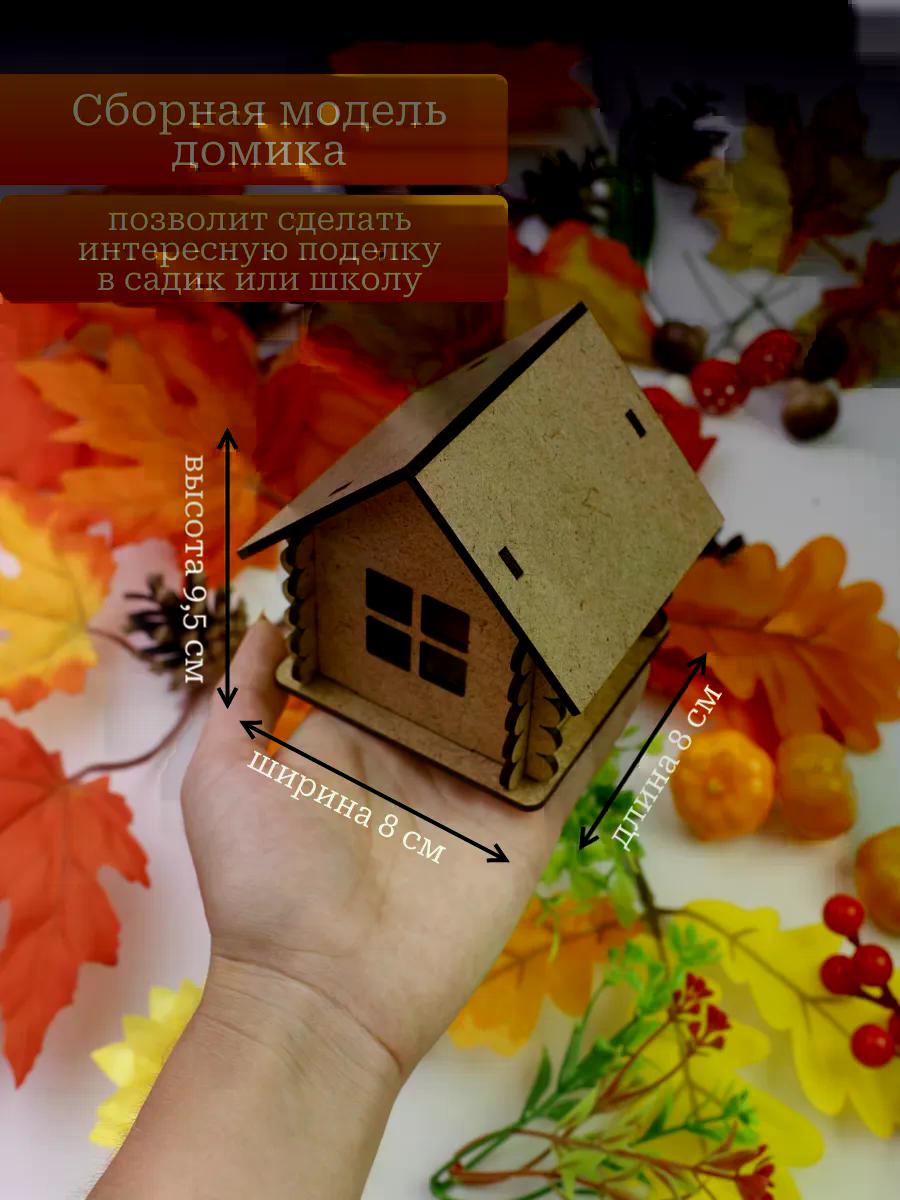 Сборная модель
домика
позволит сделать
интересную поделку
в садик или школу
высота 9,5 см
ширина 8 см
длина 8 см